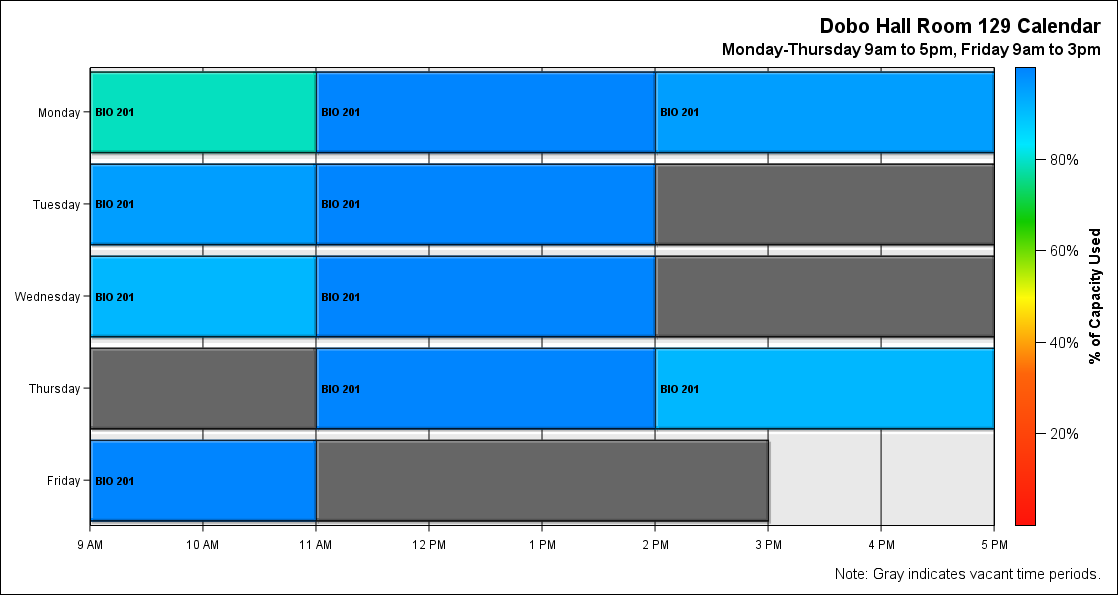 Dobo Hall Room 129 Calendar
Monday-Thursday 9am to 5pm, Friday 9am to 3pm
Monday
BIO 201
BIO 201
BIO 201
Tuesday
BIO 201
BIO 201
Wednesday
BIO 201
BIO 201
Thursday
BIO 201
BIO 201
Friday
BIO 201
9 AM
10 AM
11 AM
12 PM
1 PM
2 PM
3 PM
4 PM
5 PM
80%
60%
40%
20%
% of Capacity Used
Note: Gray indicates vacant time periods.